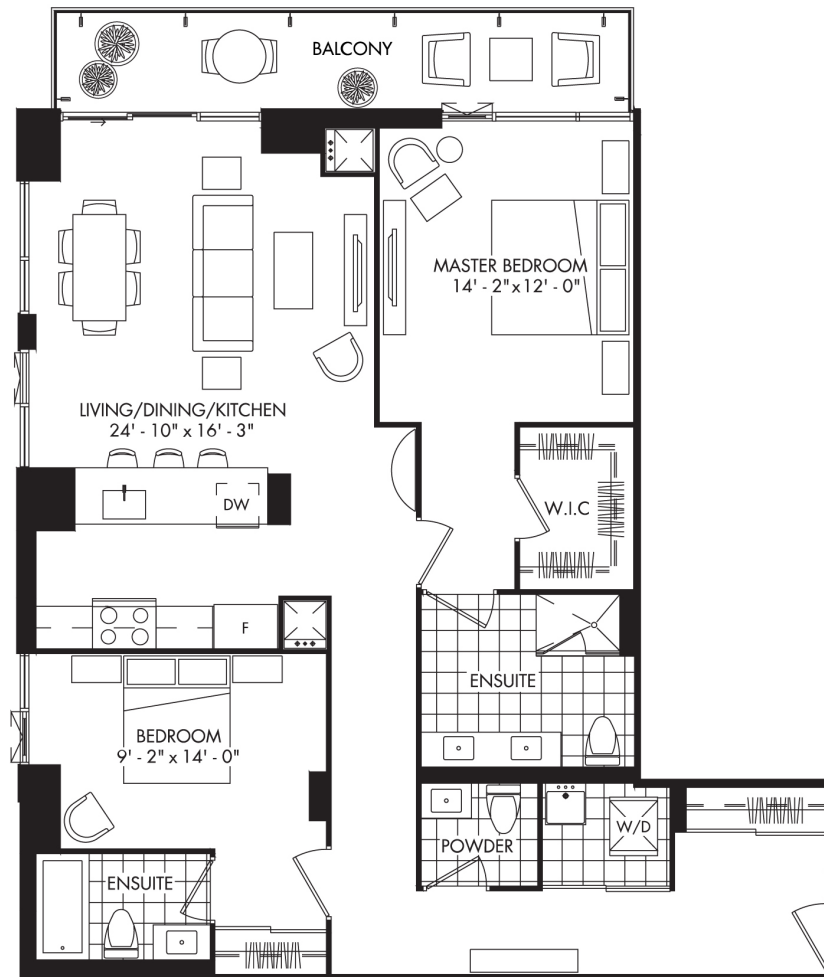 BALCONY
MASTER BEDROOM
14' - 2" x 12' - 0"
LIVING/DINING/KITCHEN
24' - 10" x 16' - 3"
DW
W.I.C
F
ENSUITE
BEDROOM
9' - 2" x 14' - 0"
W/D
POWDER
ENSUITE